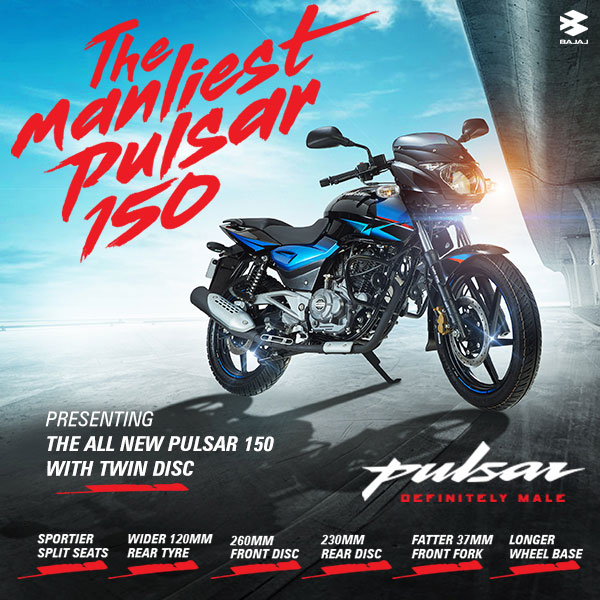 BAJAJ
The
manliest
pulsar
150
PRESENTING
THE ALL NEW PULSAR 150
WITH TWIN DISC
pulsar
DEFINITELY MALE
SPORTIER
SPLIT SEATS
WIDER 120MM
REAR TYRE
260MM
FRONT DISC
230MM
REAR DISC
FATTER 37MM
FRONT FORK
LONGER
WHEEL BASE